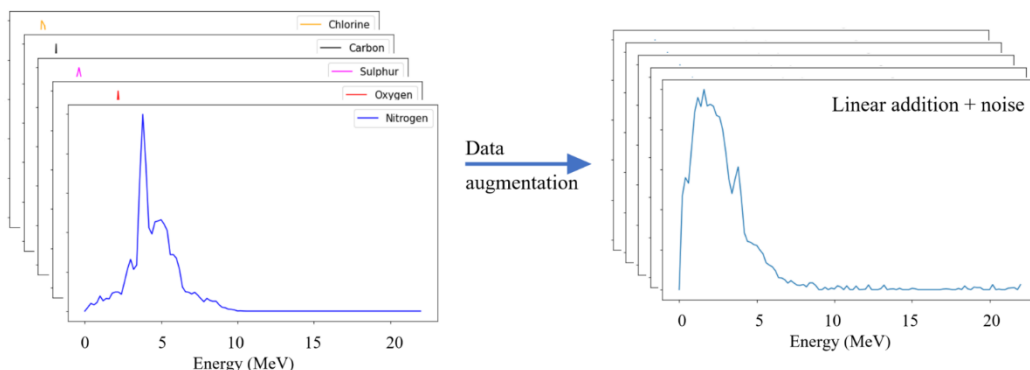 Chlorine
Carbon
Sulphur
Oxygen
Nitrogen
0 5 10 15 20
Energy (MeV)
Data
augmentation
Linear addition + noise
0 5 10 15 20
Energy (MeV)